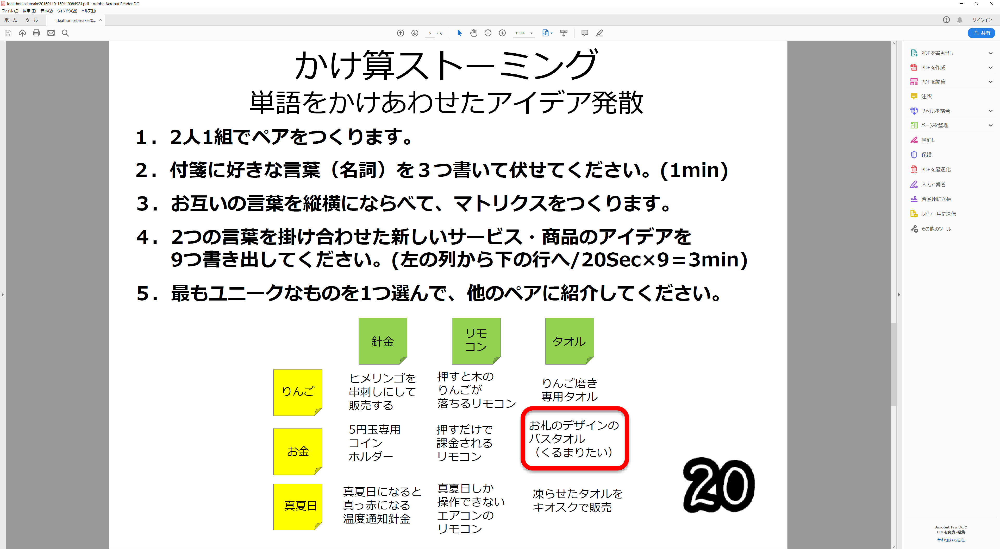 ideathonicebreake20160110-160110084924.pdf - Adobe Acrobat Reader DC
ファイル(F) 編集(E) 表示(V) ウィンドウ(W) ヘルプ(H)
ホーム ツール ideathonicebreake20... × サインイン
5 / 6 190% 共有
かけ算ストーミング
単語をかけあわせたアイデア発散
１．2人1組でペアをつくります。
２．付箋に好きな言葉（名詞）を３つ書いて伏せてください。(1min)
３．お互いの言葉を縦横にならべて、マトリクスをつくります。
４．2つの言葉を掛け合わせた新しいサービス・商品のアイデアを
9つ書き出してください。(左の列から下の行へ/20Sec×9＝3min)
５．最もユニークなものを1つ選んで、他のペアに紹介してください。
針金
リモ
コン
タオル
りんご
ヒメリンゴを
串刺しにして
販売する
押すと木の
りんごが
落ちるリモコン
りんご磨き
専用タオル
お金
5円玉専用
コイン
ホルダー
押すだけで
課金される
リモコン
お札のデザインの
バスタオル
（くるまりたい）
真夏日
真夏日になると
真っ赤になる
温度通知針金
真夏日しか
操作できない
エアコンの
リモコン
凍らせたタオルを
キオスクで販売
20
PDF を書き出し
PDF を作成
PDF を編集
注釈
ファイルを結合
ページを整理
墨消し
保護
PDF を最適化
入力と署名
署名用に送信
レビュー用に送信
その他のツール
Acrobat Pro DCで
PDFを変換・編集
今すぐ無料でお試し